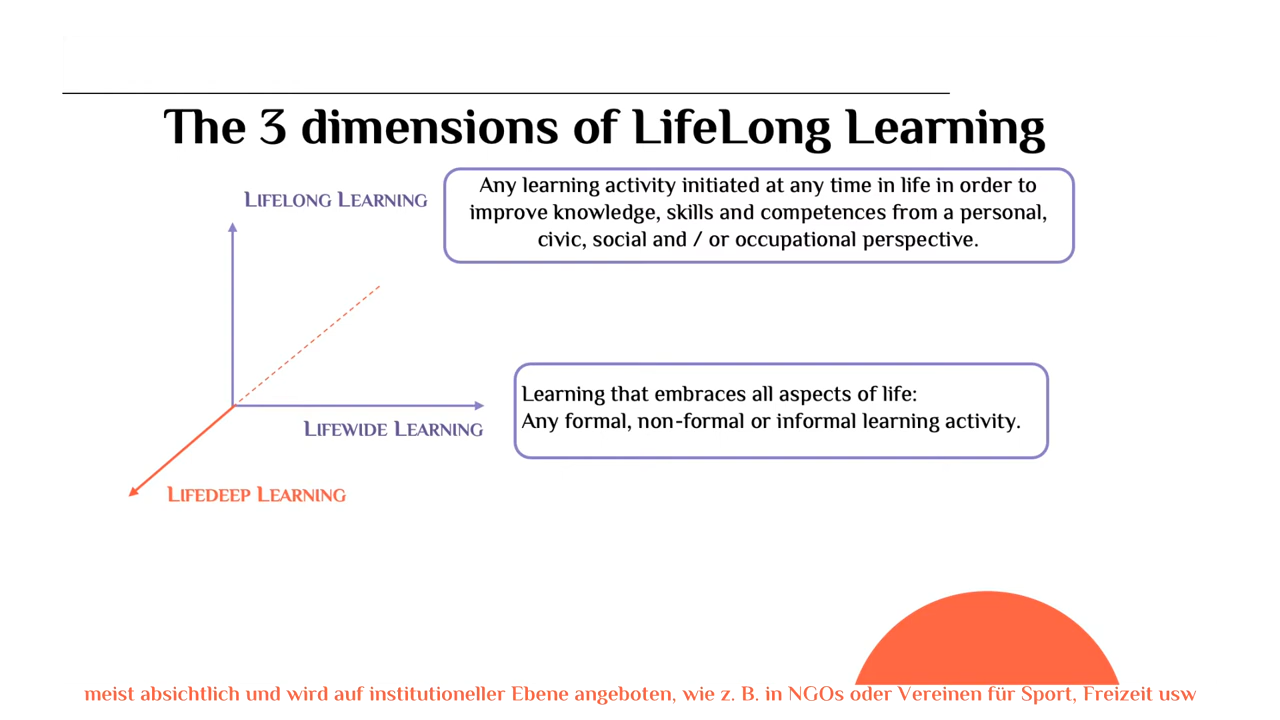 The 3 dimensions of LifeLong Learning
Lifelong Learning
Any learning activity initiated at any time in life in order to
improve knowledge, skills and competences from a personal,
civic, social and / or occupational perspective.
Learning that embraces all aspects of life:
Any formal, non-formal or informal learning activity.
Lifewide Learning
Lifedeep Learning
meist absichtlich und wird auf institutioneller Ebene angeboten, wie z. B. in NGOs oder Vereinen für Sport, Freizeit usw